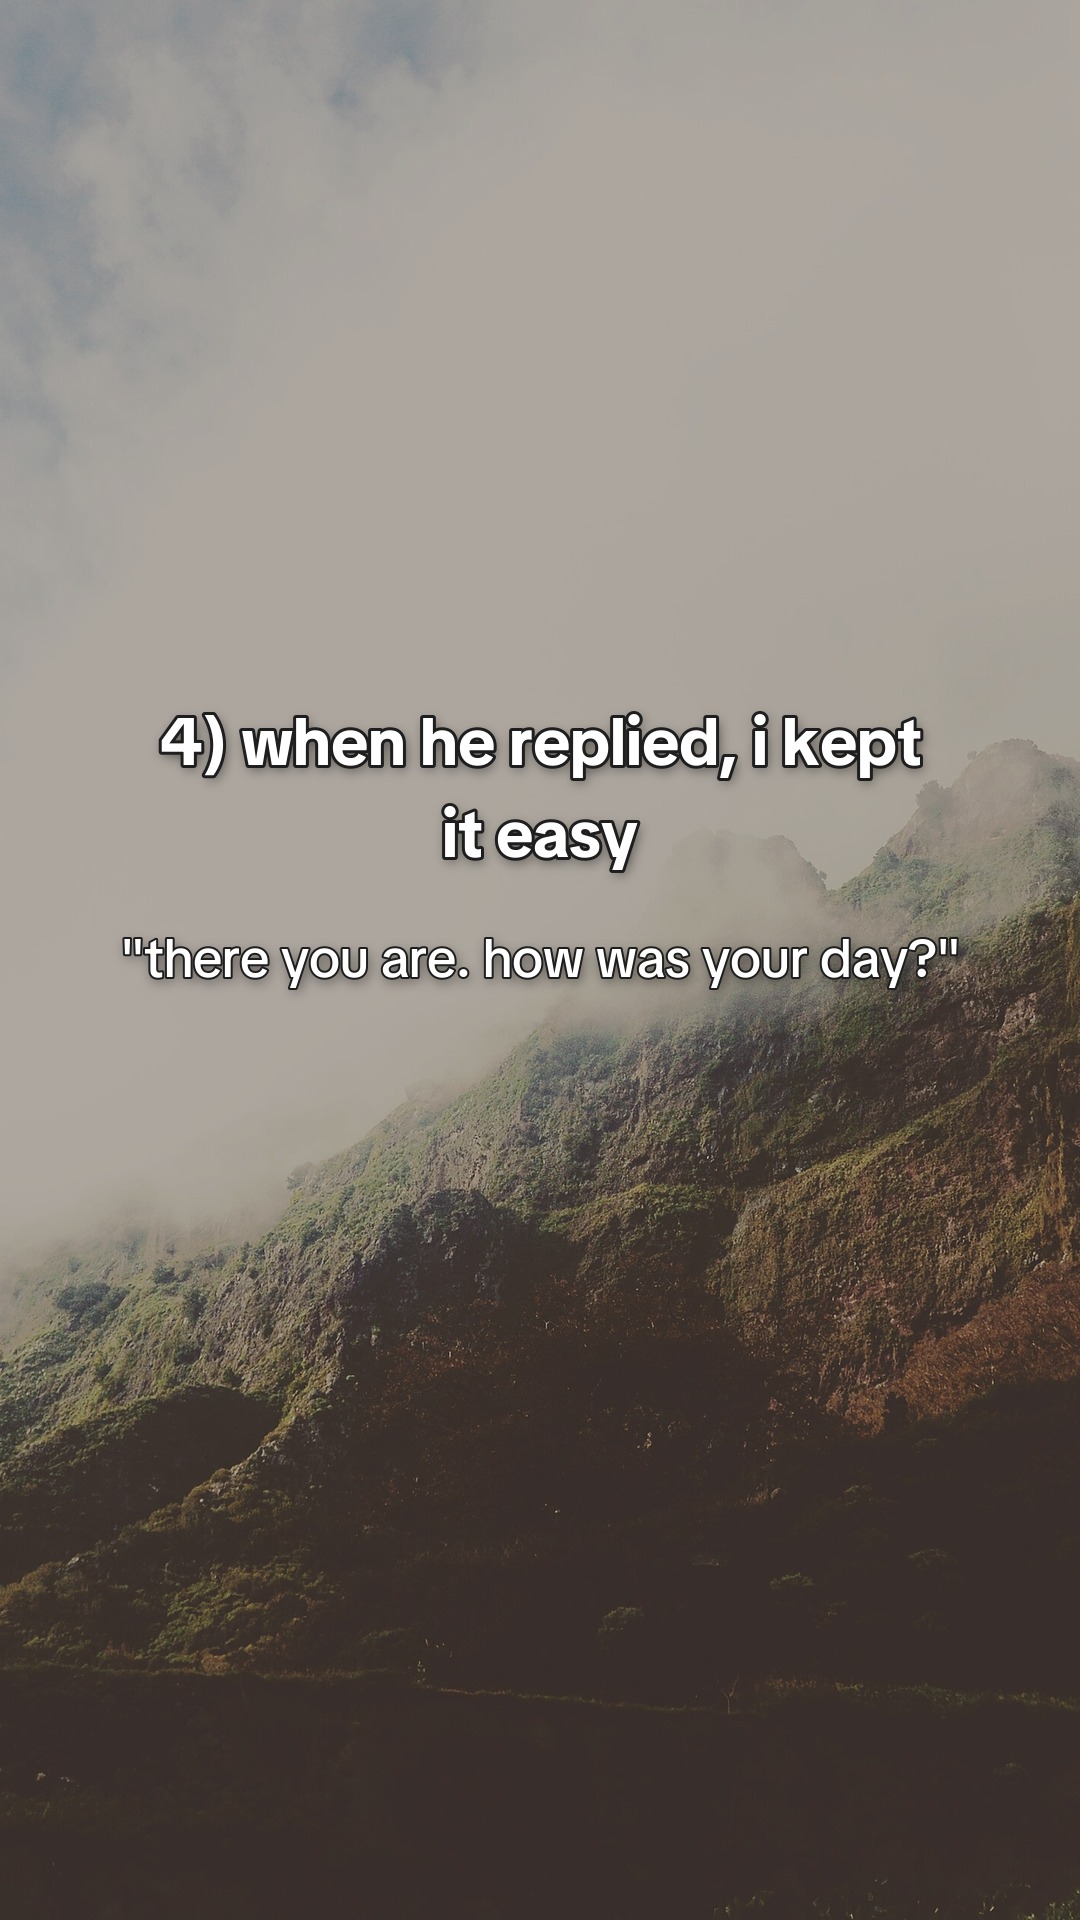 4) when he replied, i kept
it easy
"there you are. how was your day?"